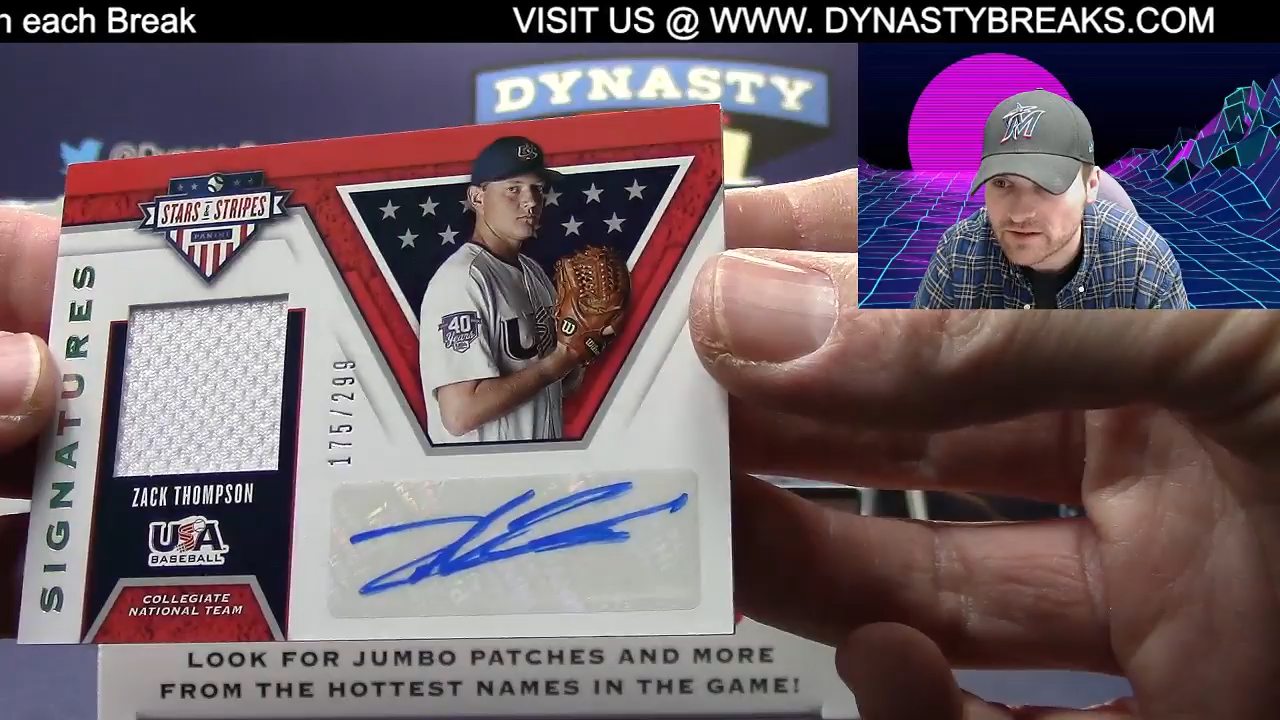 n each Break
VISIT US @ WWW. DYNASTYBREAKS.COM
DYNASTY
STARS & STRIPES
PANINI
SIGNATURES
40
Years
175/299
ZACK THOMPSON
USA
BASEBALL
COLLEGIATE
NATIONAL TEAM
LOOK FOR JUMBO PATCHES AND MORE
FROM THE HOTTEST NAMES IN THE GAME!